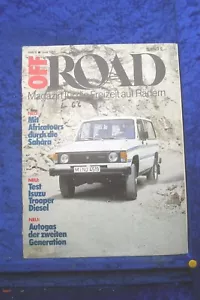 OFF ROAD
Magazin für die Freizeit auf Rädern
Mit
Africatours
durch die
Sahara
Test
Isuzu
Trooper
Diesel
NEU:
Autogas
der zweiten
Generation